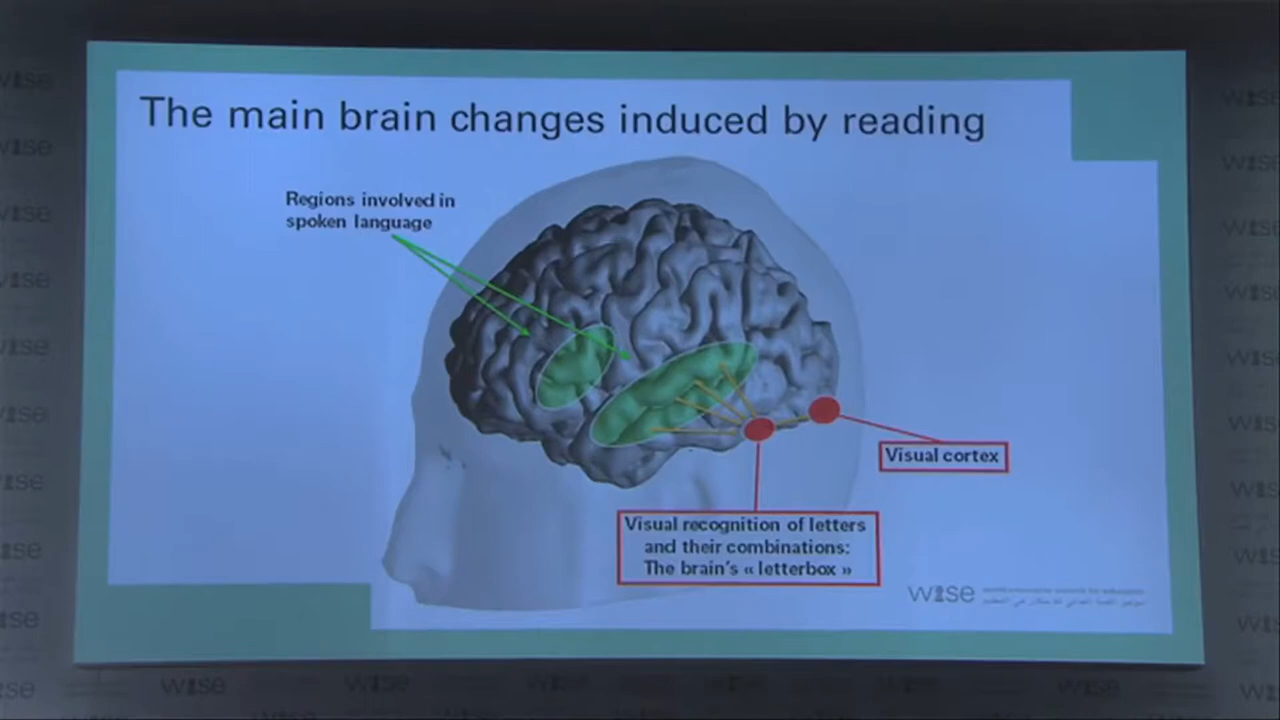 The main brain changes induced by reading
Regions involved in
spoken language
Visual cortex
Visual recognition of letters
and their combinations:
The brain's « letterbox »
wise